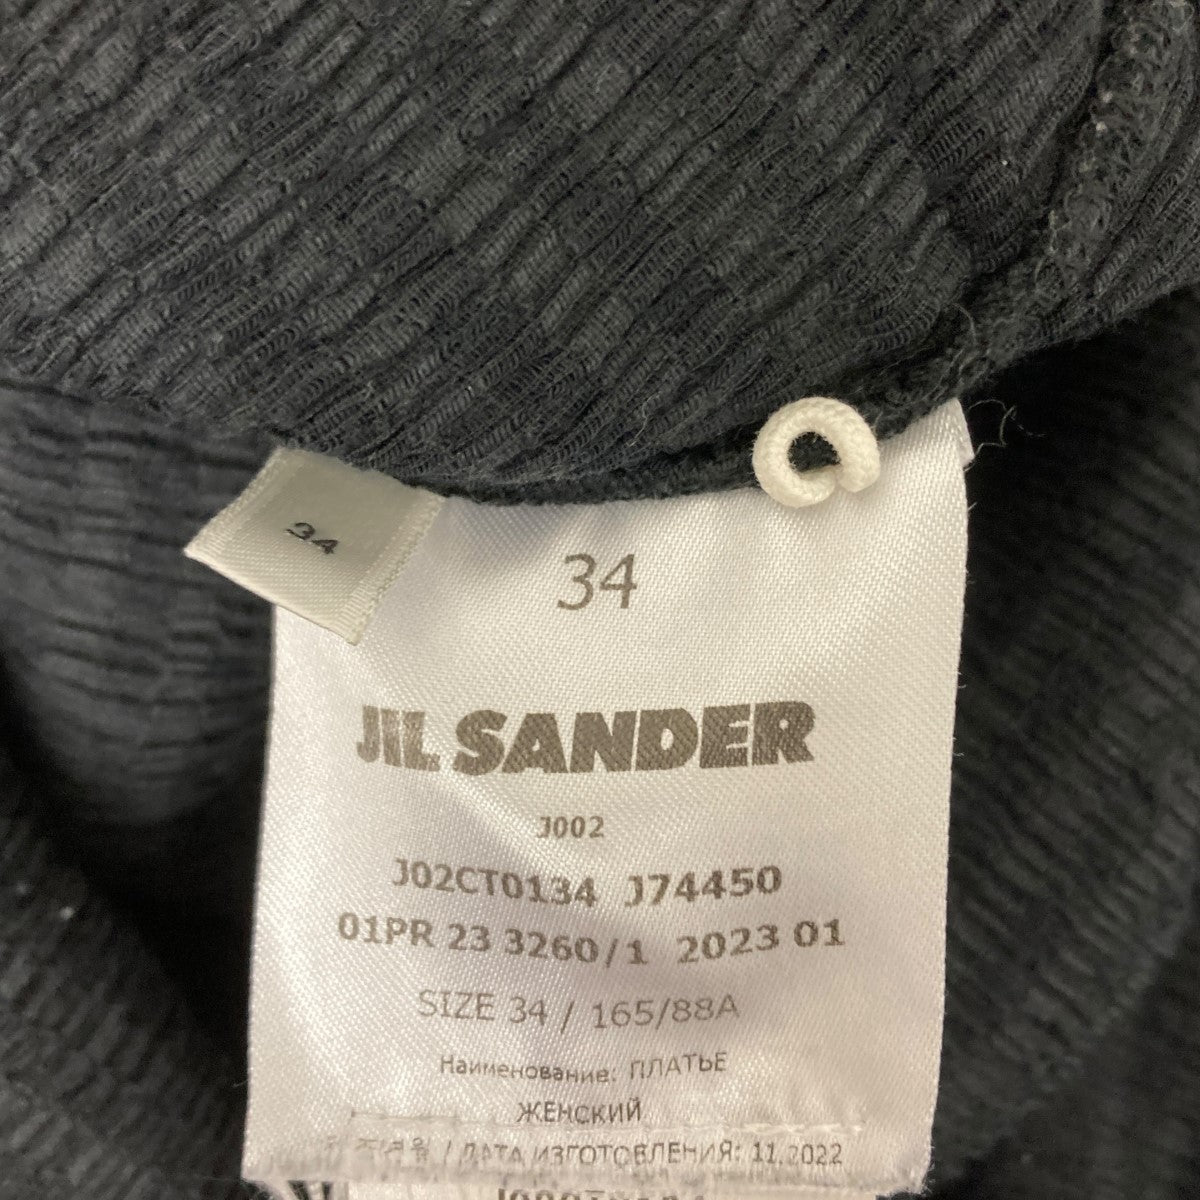 34
34
JIL SANDER
J002
J02CT0134 J74450
01PR 23 3260/1 2023 01
SIZE 34 / 165/88A
Наименование: ПЛАТЬЕ
ЖЕНСКИЙ
/ ДАТА ИЗГОТОВЛЕНИЯ: 11.2022